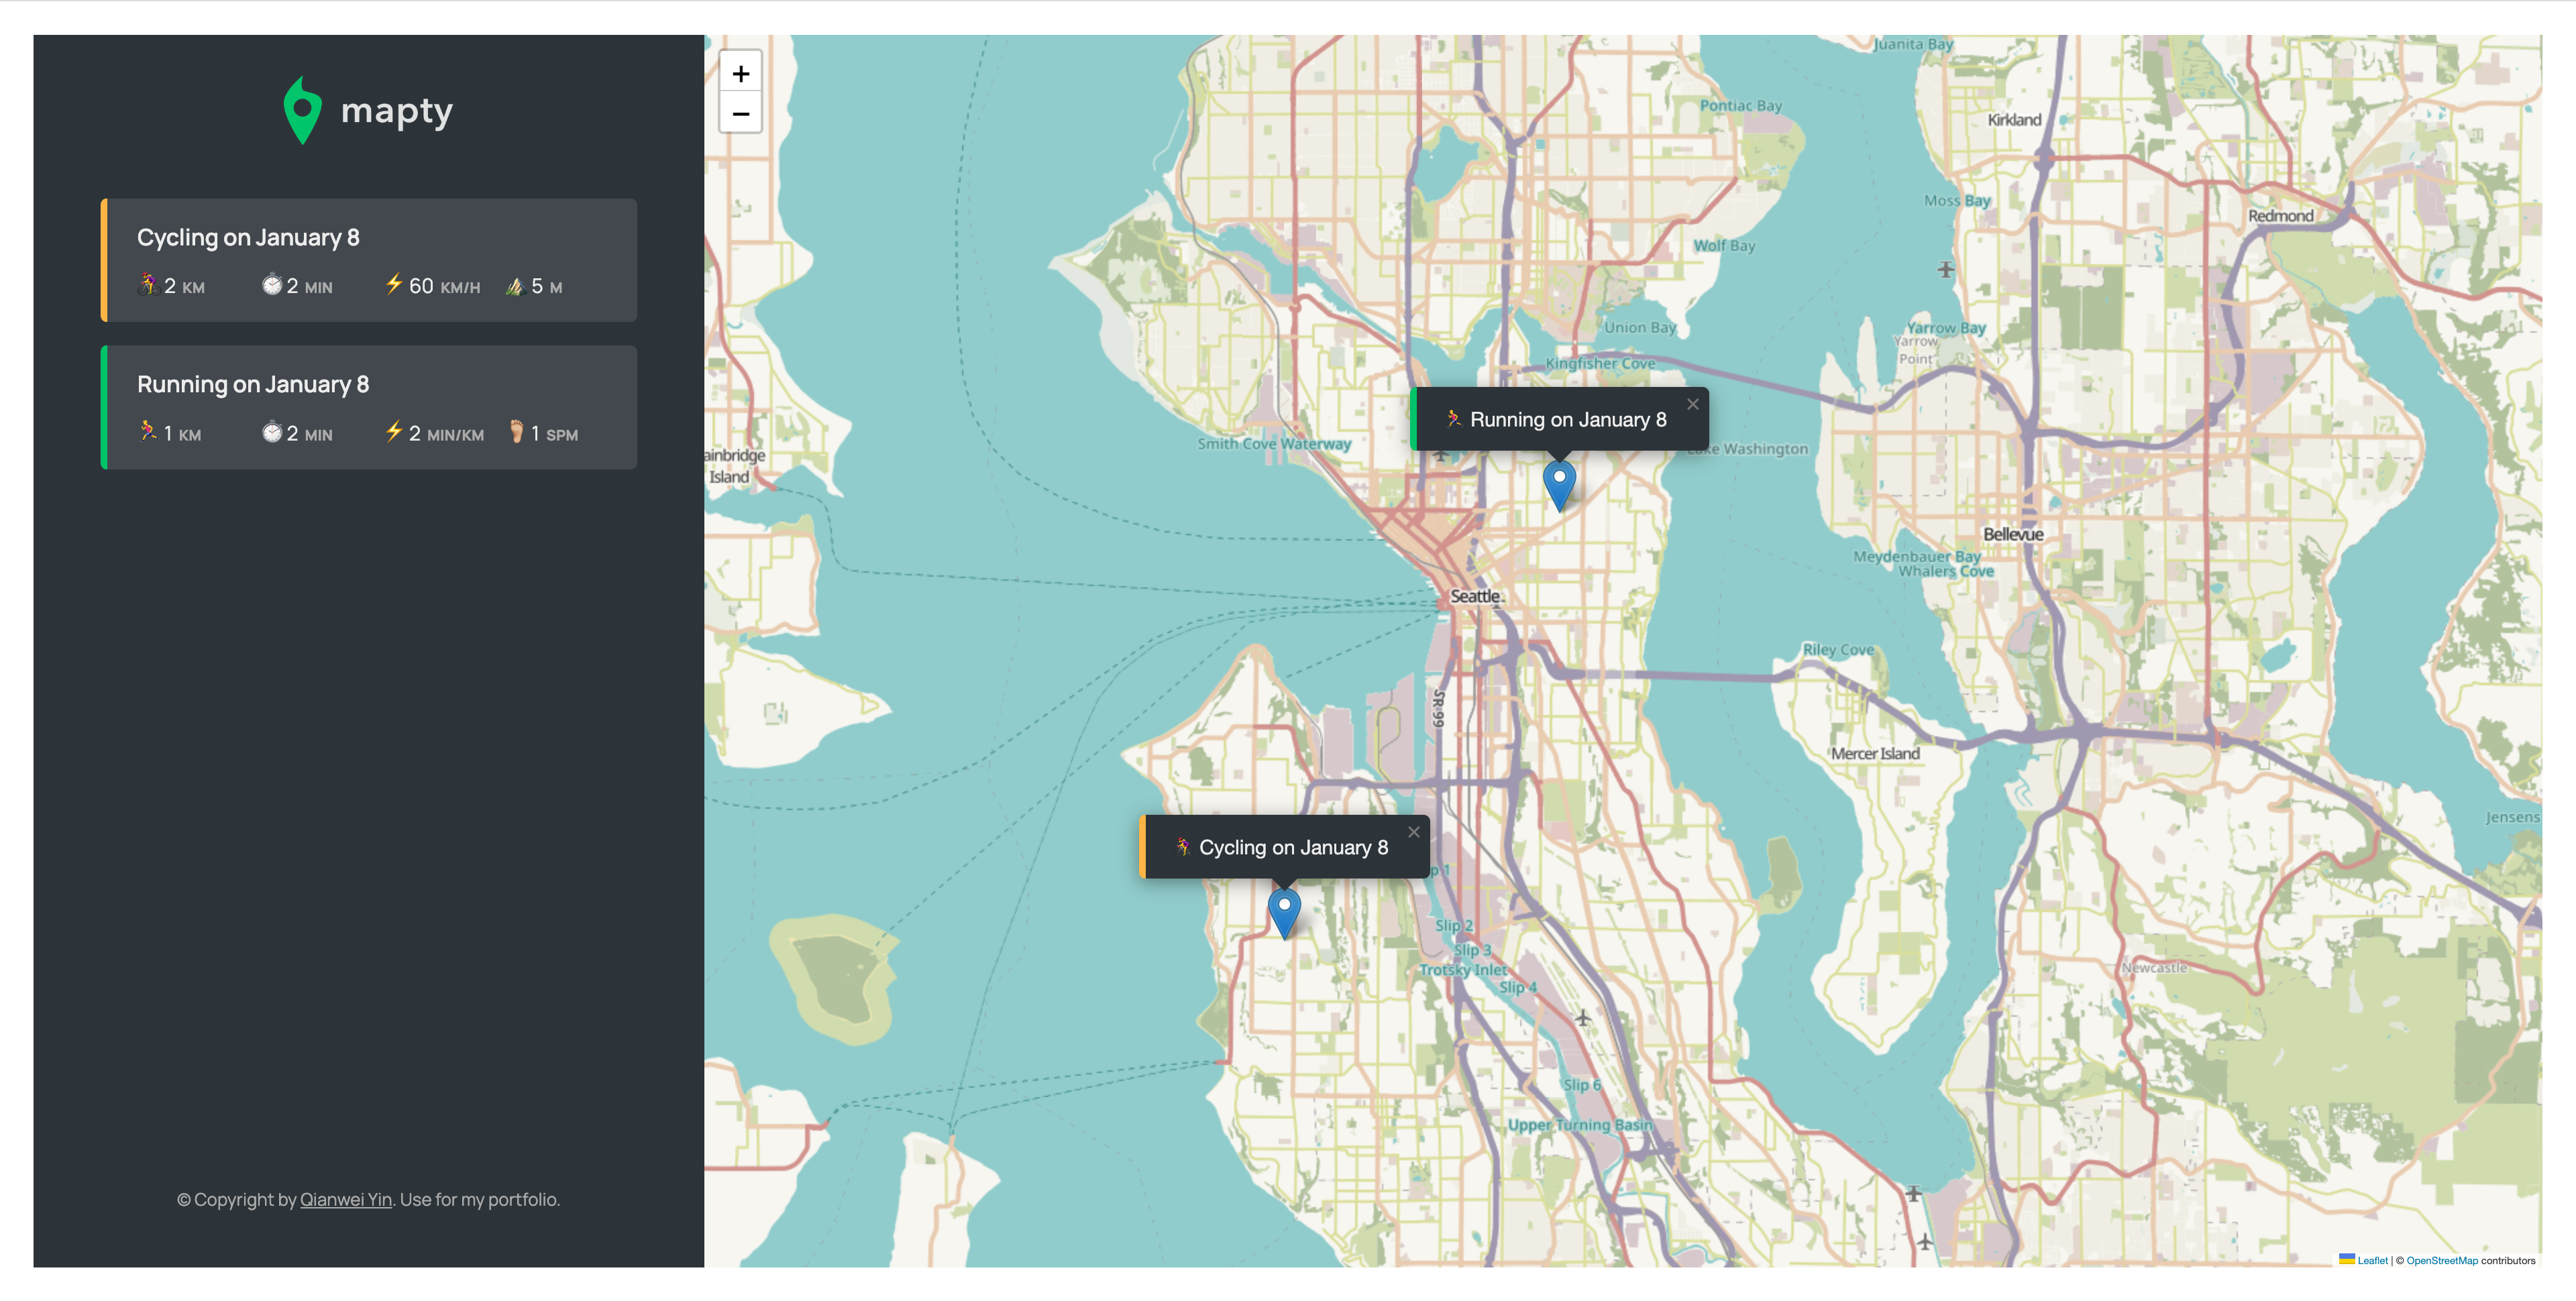 mapty
Cycling on January 8
2 KM 2 MIN 60 KM/H 5 M
Running on January 8
1 KM 2 MIN 2 MIN/KM 1 SPM
© Copyright by Qianwei Yin. Use for my portfolio.
+
−
Juanita Bay
Pontiac Bay
Kirkland
Moss Bay
Redmond
Wolf Bay
Union Bay
Yarrow Bay
Yarrow
Point
Kingfisher Cove
Running on January 8 ×
Smith Cove Waterway
ke Washington
ainbridge
Island
Bellevue
Meydenbauer Bay
Whalers Cove
Seattle
Riley Cove
SR 99
Mercer Island
Jensens
Cycling on January 8 ×
p 1
Slip 2
Slip 3
Trotsky Inlet
Slip 4
Newcastle
Slip 6
Upper Turning Basin
Leaflet | © OpenStreetMap contributors